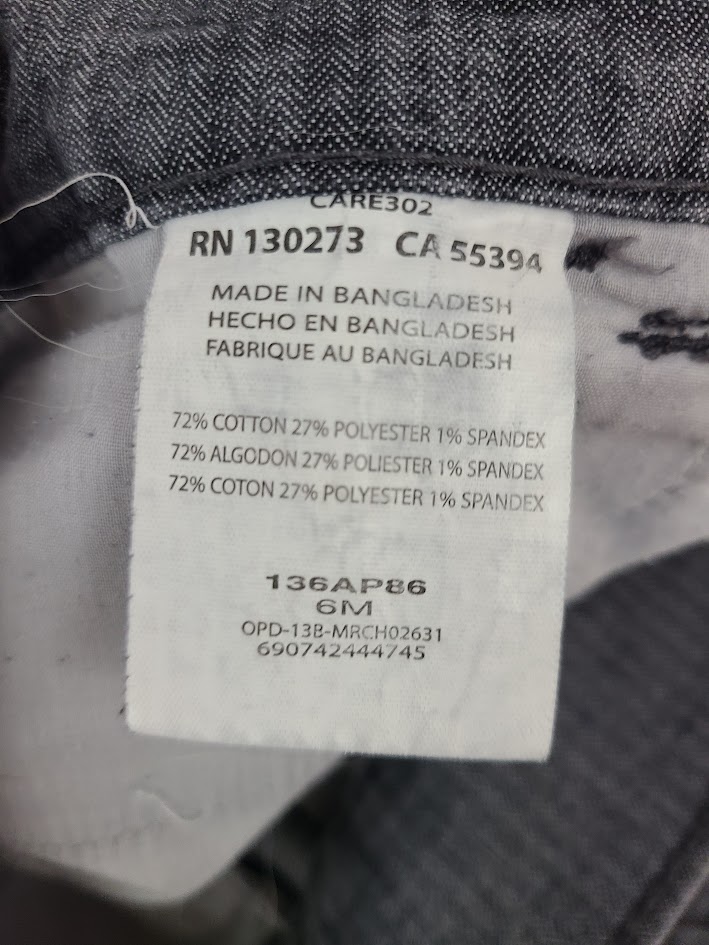 CARE302
RN 130273 CA 55394
MADE IN BANGLADESH
HECHO EN BANGLADESH
FABRIQUE AU BANGLADESH
72% COTTON 27% POLYESTER 1% SPANDEX
72% ALGODON 27% POLIESTER 1% SPANDEX
72% COTON 27% POLYESTER 1% SPANDEX
136AP86
6M
OPD-13B-MRCH02631
690742444745